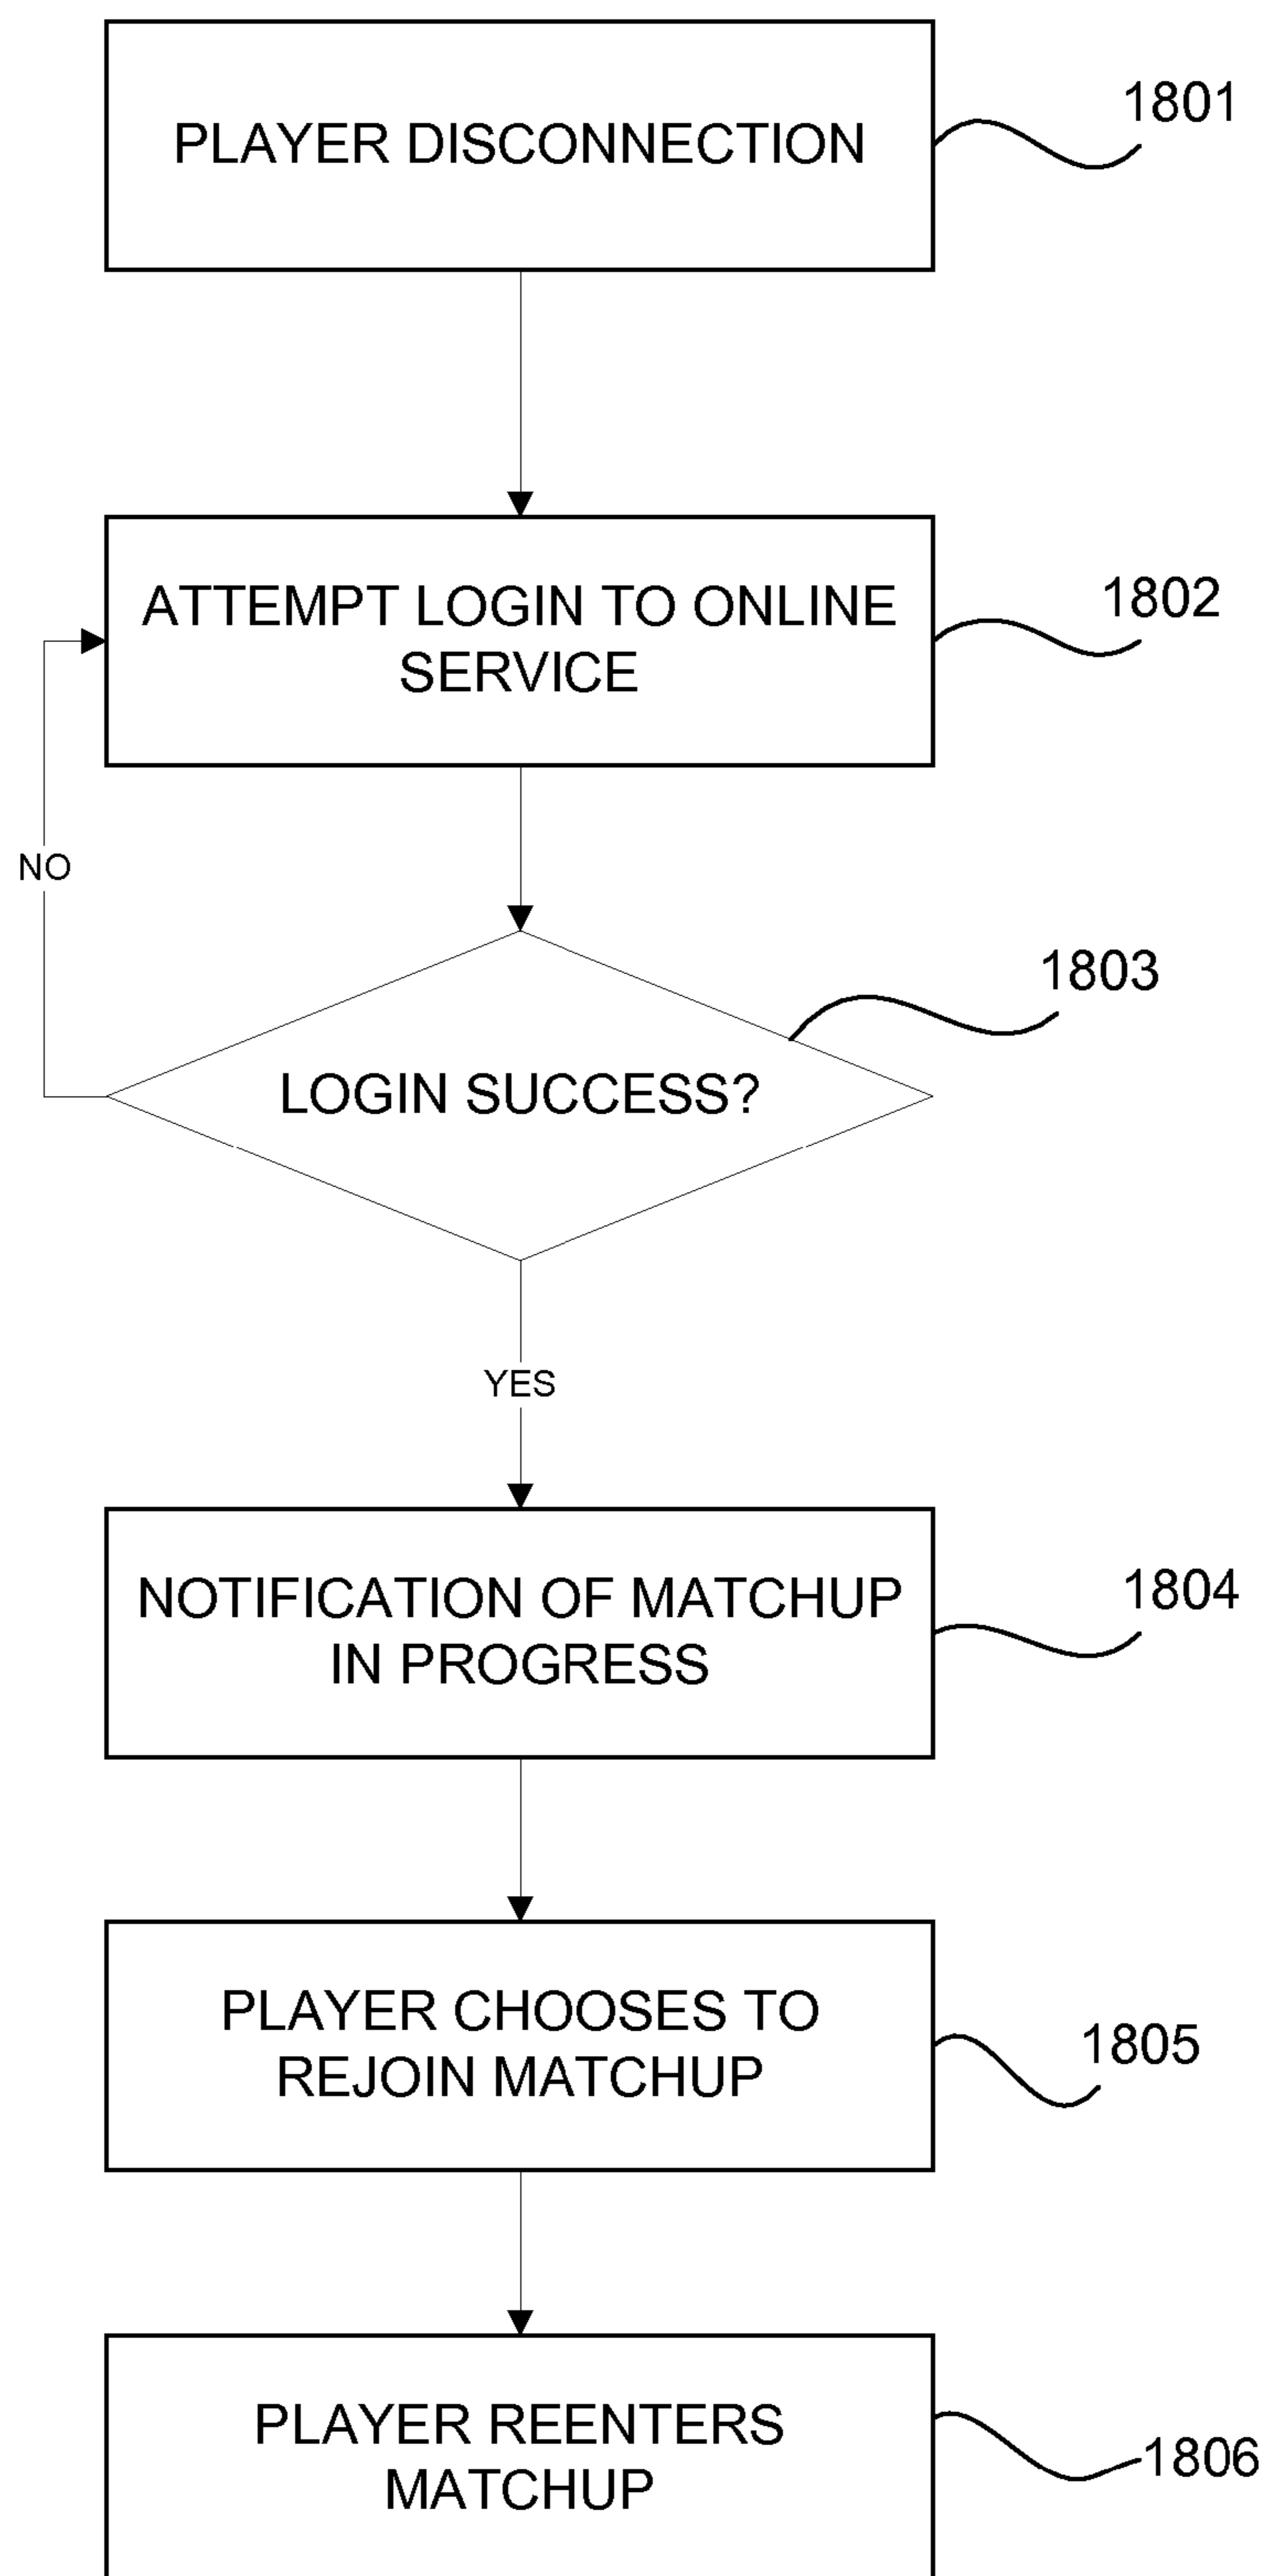 PLAYER DISCONNECTION
1801
ATTEMPT LOGIN TO ONLINE
SERVICE
1802
NO
LOGIN SUCCESS?
1803
YES
NOTIFICATION OF MATCHUP
IN PROGRESS
1804
PLAYER CHOOSES TO
REJOIN MATCHUP
1805
PLAYER REENTERS
MATCHUP
1806